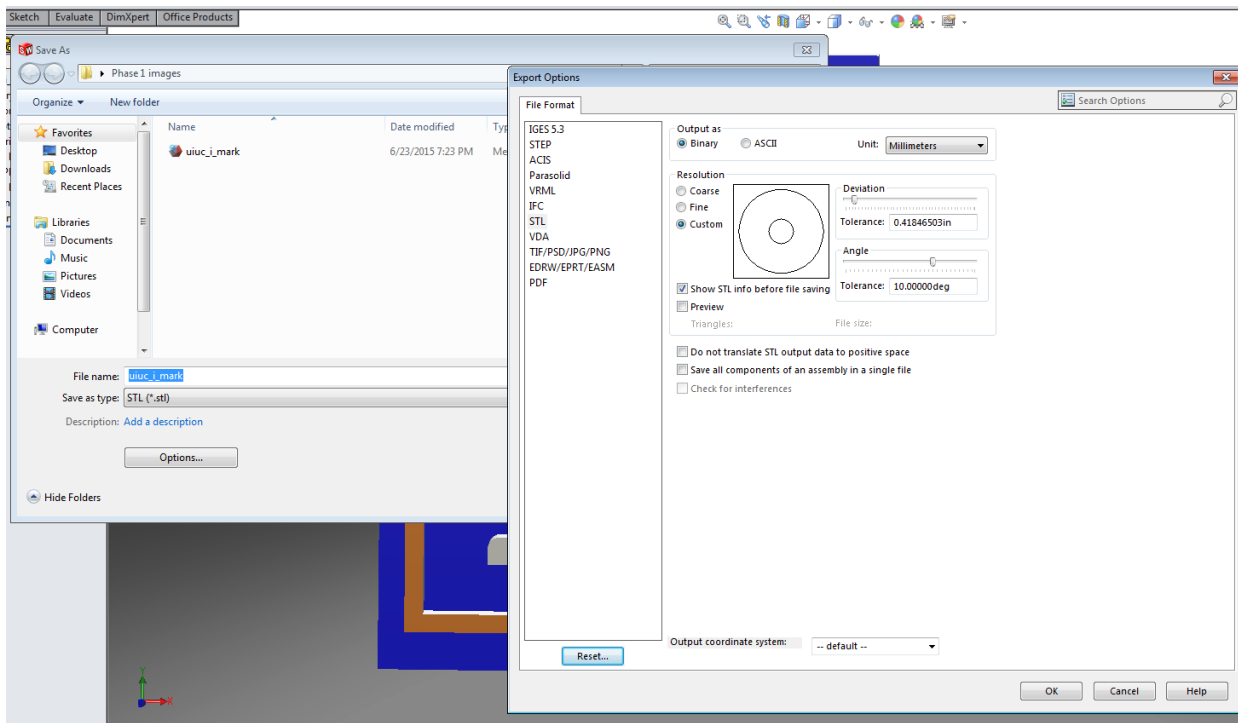 Sketch Evaluate DimXpert Office Products
Save As
Phase 1 images
Organize New folder
Favorites
Desktop
Downloads
Recent Places
Libraries
Documents
Music
Pictures
Videos
Computer
Name Date modified
uiuc_i_mark 6/23/2015 7:23 PM
File name: uiuc_i_mark
Save as type: STL (*.stl)
Description: Add a description
Options...
Hide Folders
Export Options
File Format
Search Options
IGES 5.3
STEP
ACIS
Parasolid
VRML
IFC
STL
VDA
TIF/PSD/JPG/PNG
EDRW/EPRT/EASM
PDF
Reset...
Output as
Binary ASCII Unit: Millimeters
Resolution
Coarse
Fine
Custom
Deviation
Tolerance: 0.41846503in
Angle
Tolerance: 10.00000deg
Show STL info before file saving
Preview
Triangles: File size:
Do not translate STL output data to positive space
Save all components of an assembly in a single file
Check for interferences
Output coordinate system: -- default --
OK Cancel Help
Y
X